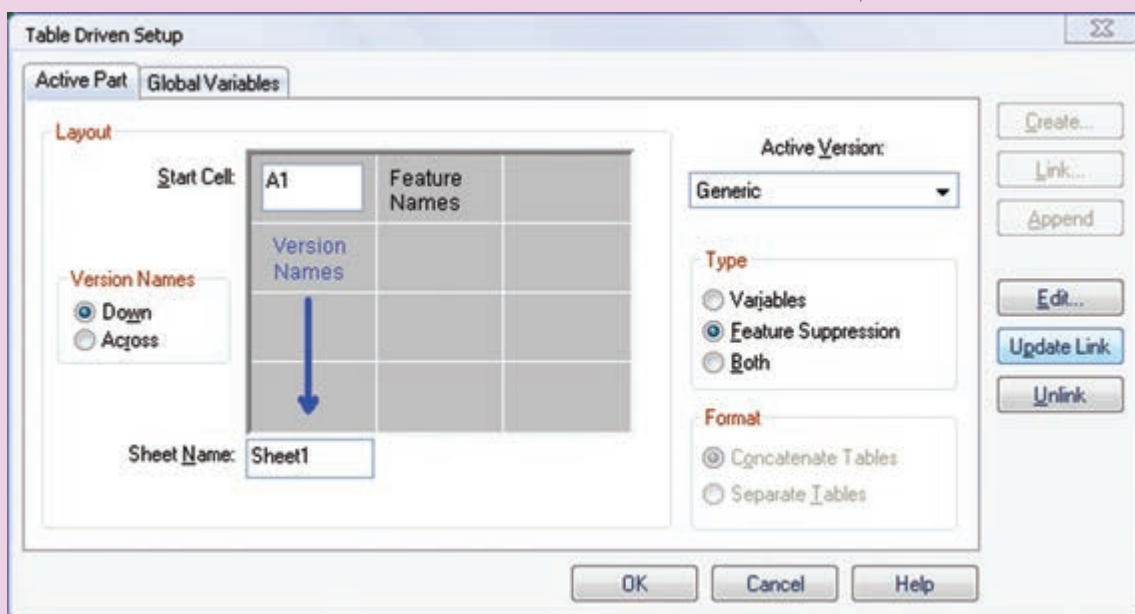 Table Driven Setup
Active Part
Global Variables
Layout
Start Cell:
A1
Feature
Names
Version
Names
Version Names
Down
Across
Sheet Name:
Sheet1
Active Version:
Generic
Type
Variables
Feature Suppression
Both
Format
Concatenate Tables
Separate Tables
Create...
Link...
Append
Edit...
Update Link
Unlink
OK
Cancel
Help